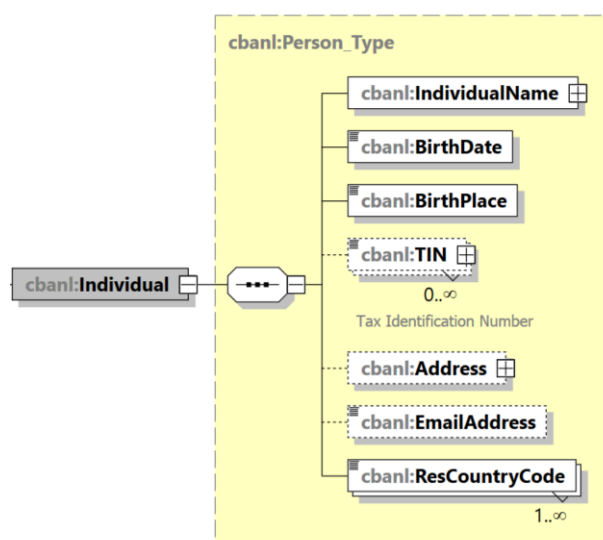 cbanl:Person_Type
cbanl:IndividualName
cbanl:BirthDate
cbanl:BirthPlace
cbanl:TIN
0..∞
Tax Identification Number
cbanl:Individual
cbanl:Address
cbanl:EmailAddress
cbanl:ResCountryCode
1..∞